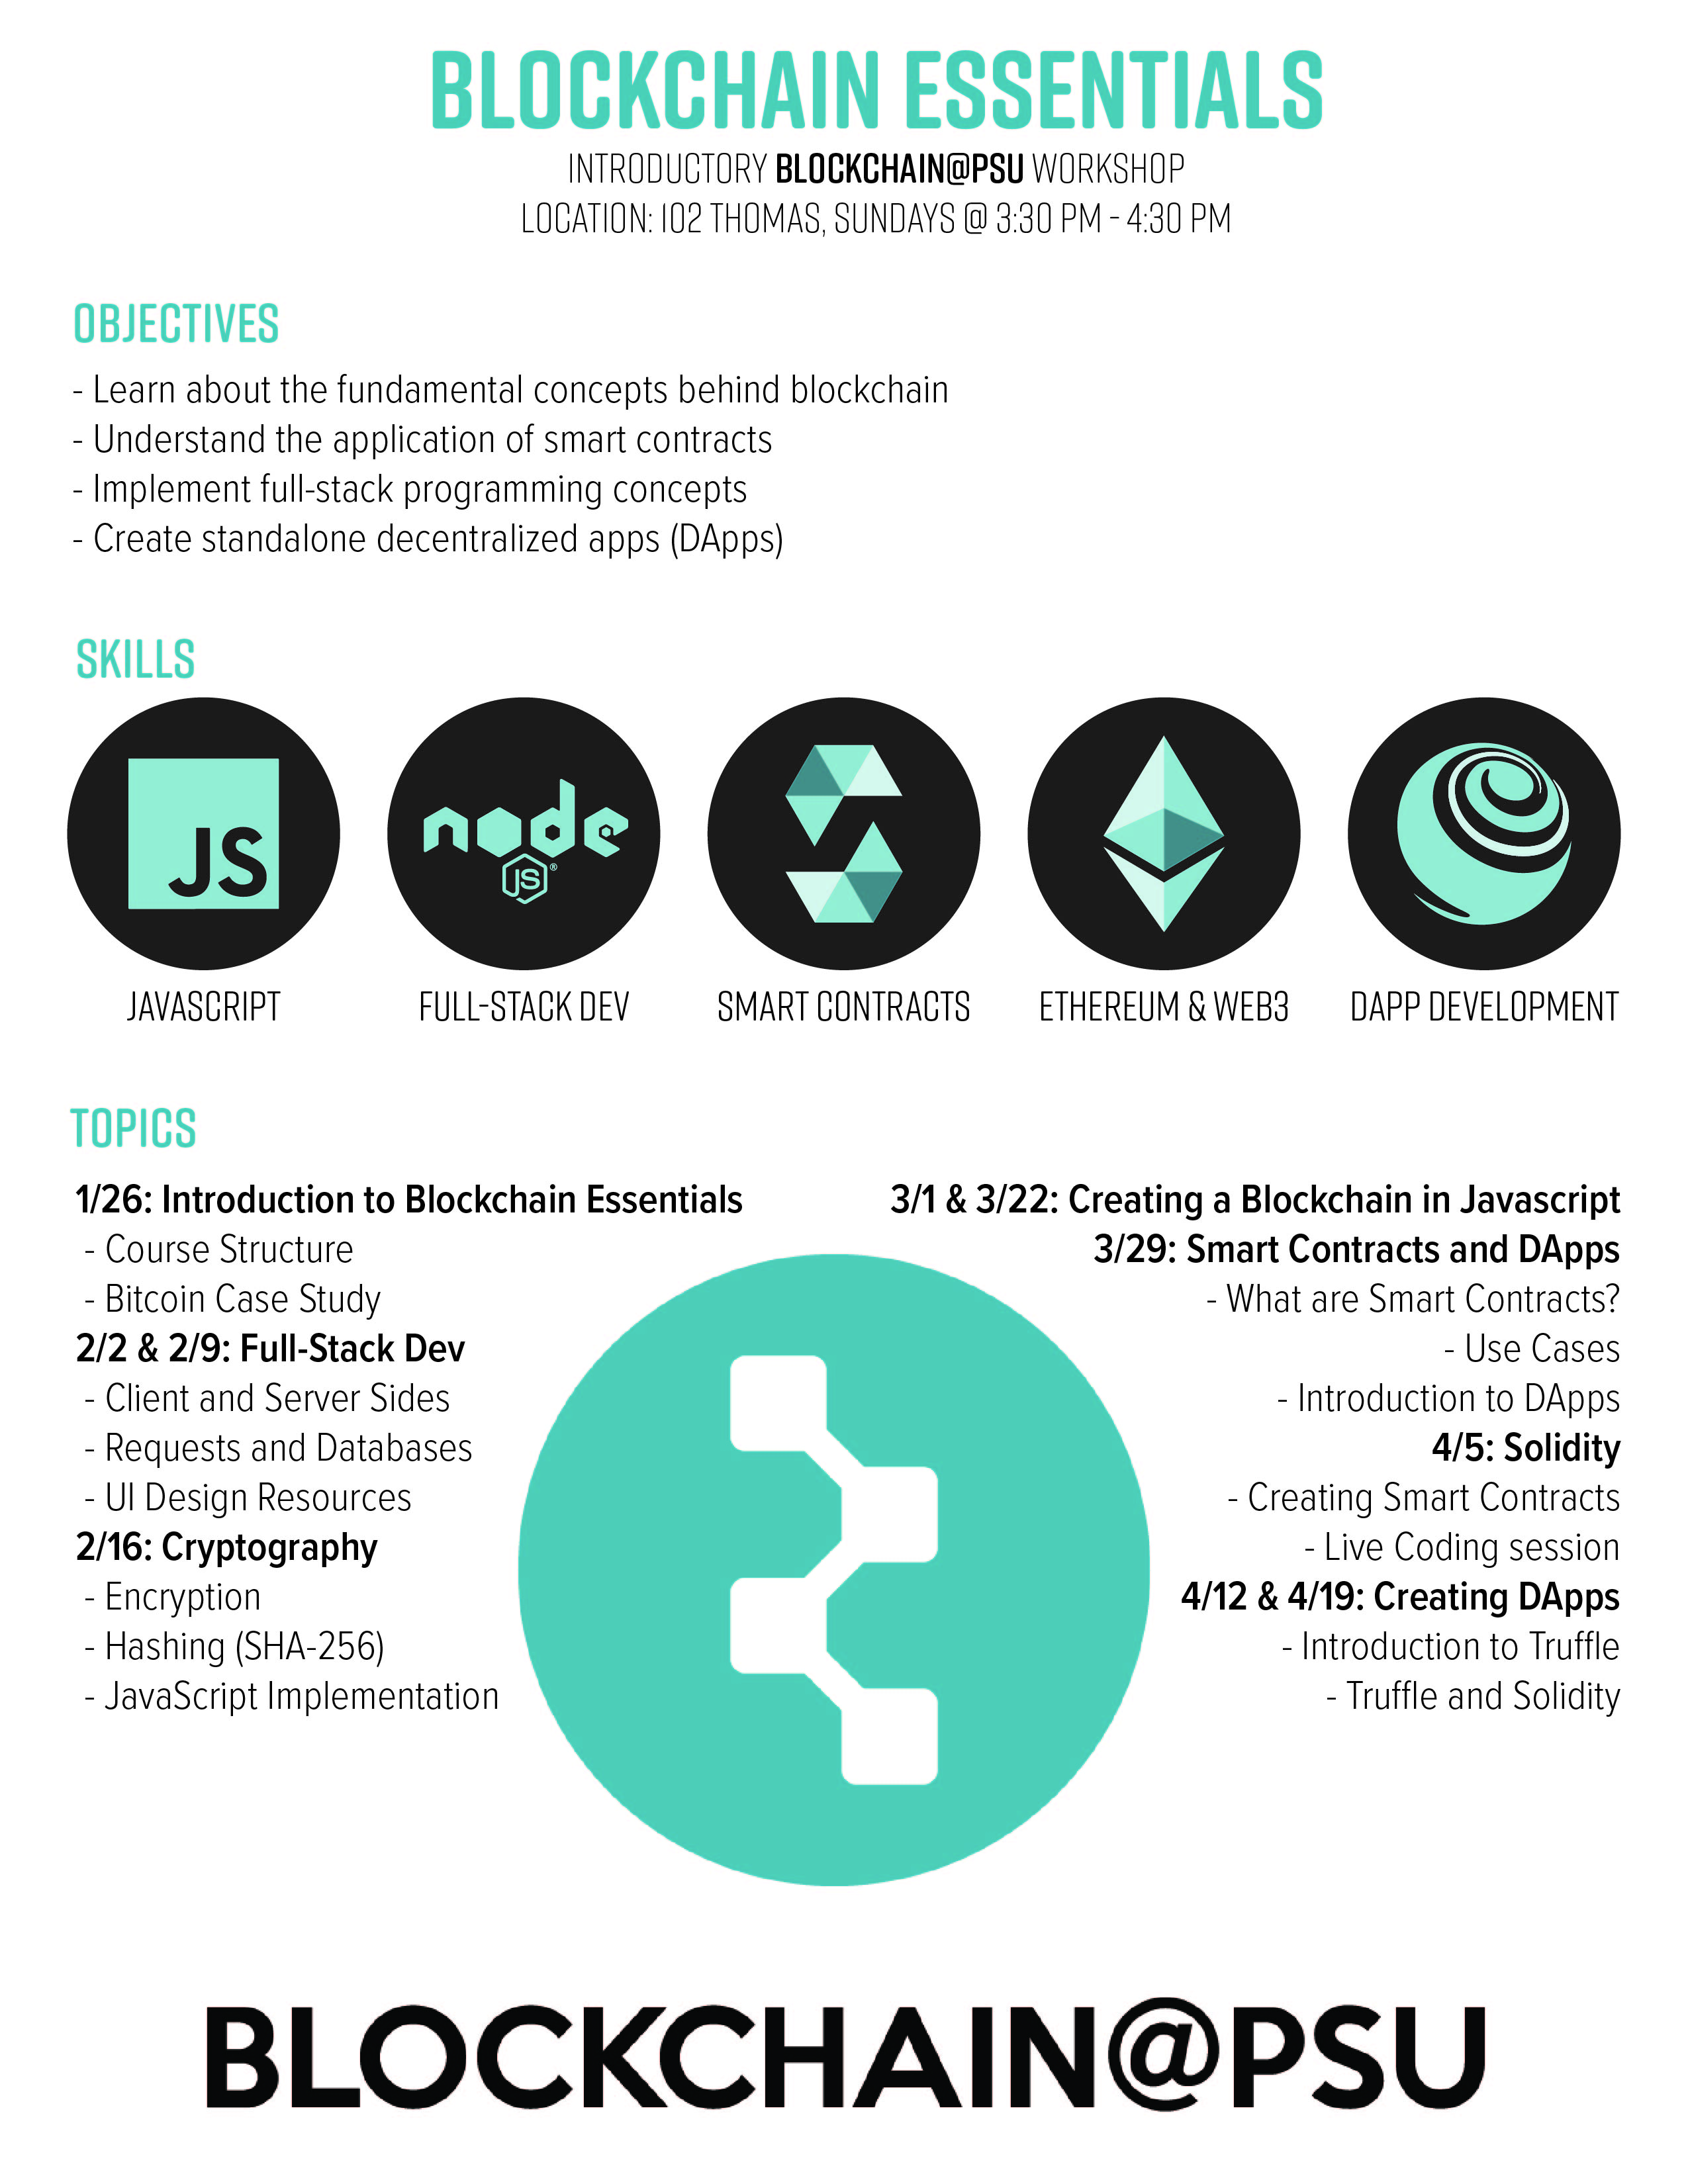 BLOCKCHAIN ESSENTIALS
INTRODUCTORY BLOCKCHAIN@PSU WORKSHOP
LOCATION: 102 THOMAS, SUNDAYS @ 3:30 PM - 4:30 PM
OBJECTIVES
- Learn about the fundamental concepts behind blockchain
- Understand the application of smart contracts
- Implement full-stack programming concepts
- Create standalone decentralized apps (DApps)
SKILLS
JS
node
JS®
JAVASCRIPT
FULL-STACK DEV
SMART CONTRACTS
ETHEREUM & WEB3
DAPP DEVELOPMENT
TOPICS
1/26: Introduction to Blockchain Essentials
- Course Structure
- Bitcoin Case Study
2/2 & 2/9: Full-Stack Dev
- Client and Server Sides
- Requests and Databases
- UI Design Resources
2/16: Cryptography
- Encryption
- Hashing (SHA-256)
- JavaScript Implementation
3/1 & 3/22: Creating a Blockchain in Javascript
3/29: Smart Contracts and DApps
- What are Smart Contracts?
- Use Cases
- Introduction to DApps
4/5: Solidity
- Creating Smart Contracts
- Live Coding session
4/12 & 4/19: Creating DApps
- Introduction to Truffle
- Truffle and Solidity
BLOCKCHAIN@PSU